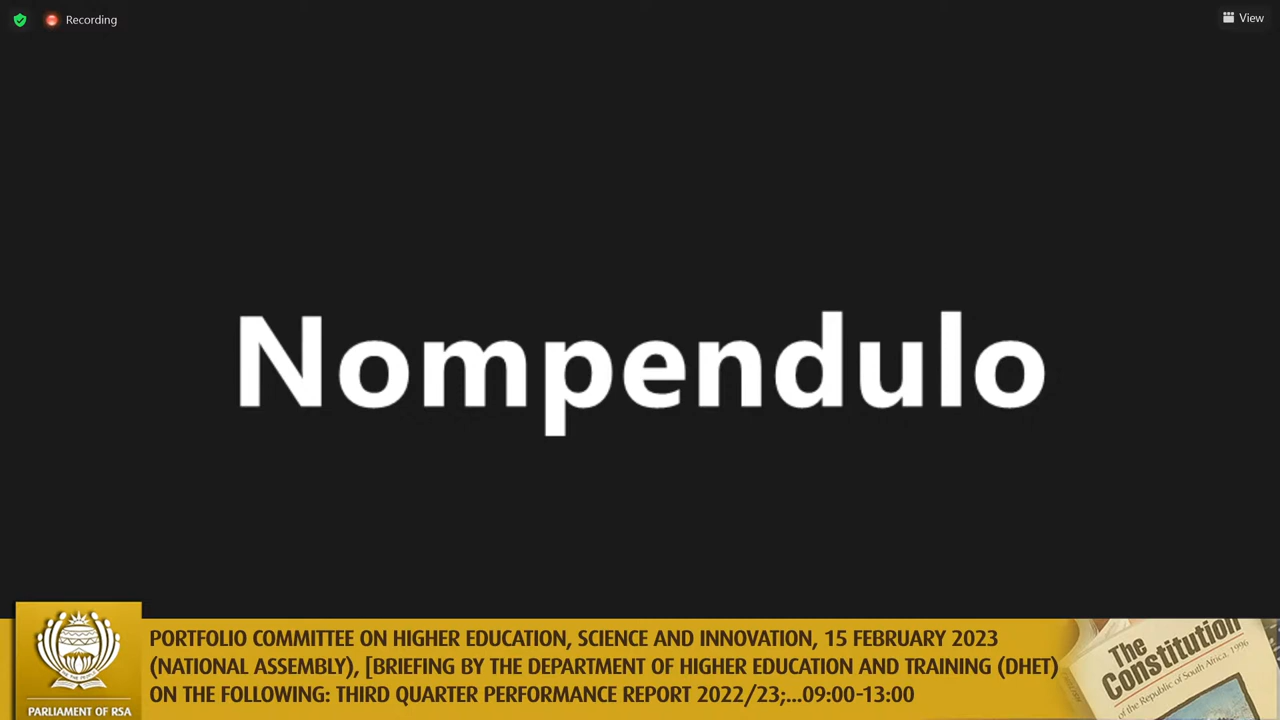 Recording
View
Nompendulo
PORTFOLIO COMMITTEE ON HIGHER EDUCATION, SCIENCE AND INNOVATION, 15 FEBRUARY 2023
(NATIONAL ASSEMBLY), [BRIEFING BY THE DEPARTMENT OF HIGHER EDUCATION AND TRAINING (DHET)
ON THE FOLLOWING: THIRD QUARTER PERFORMANCE REPORT 2022/23;...09:00-13:00
PARLIAMENT OF RSA
The
Constitution
of the Republic of South Africa, 1996